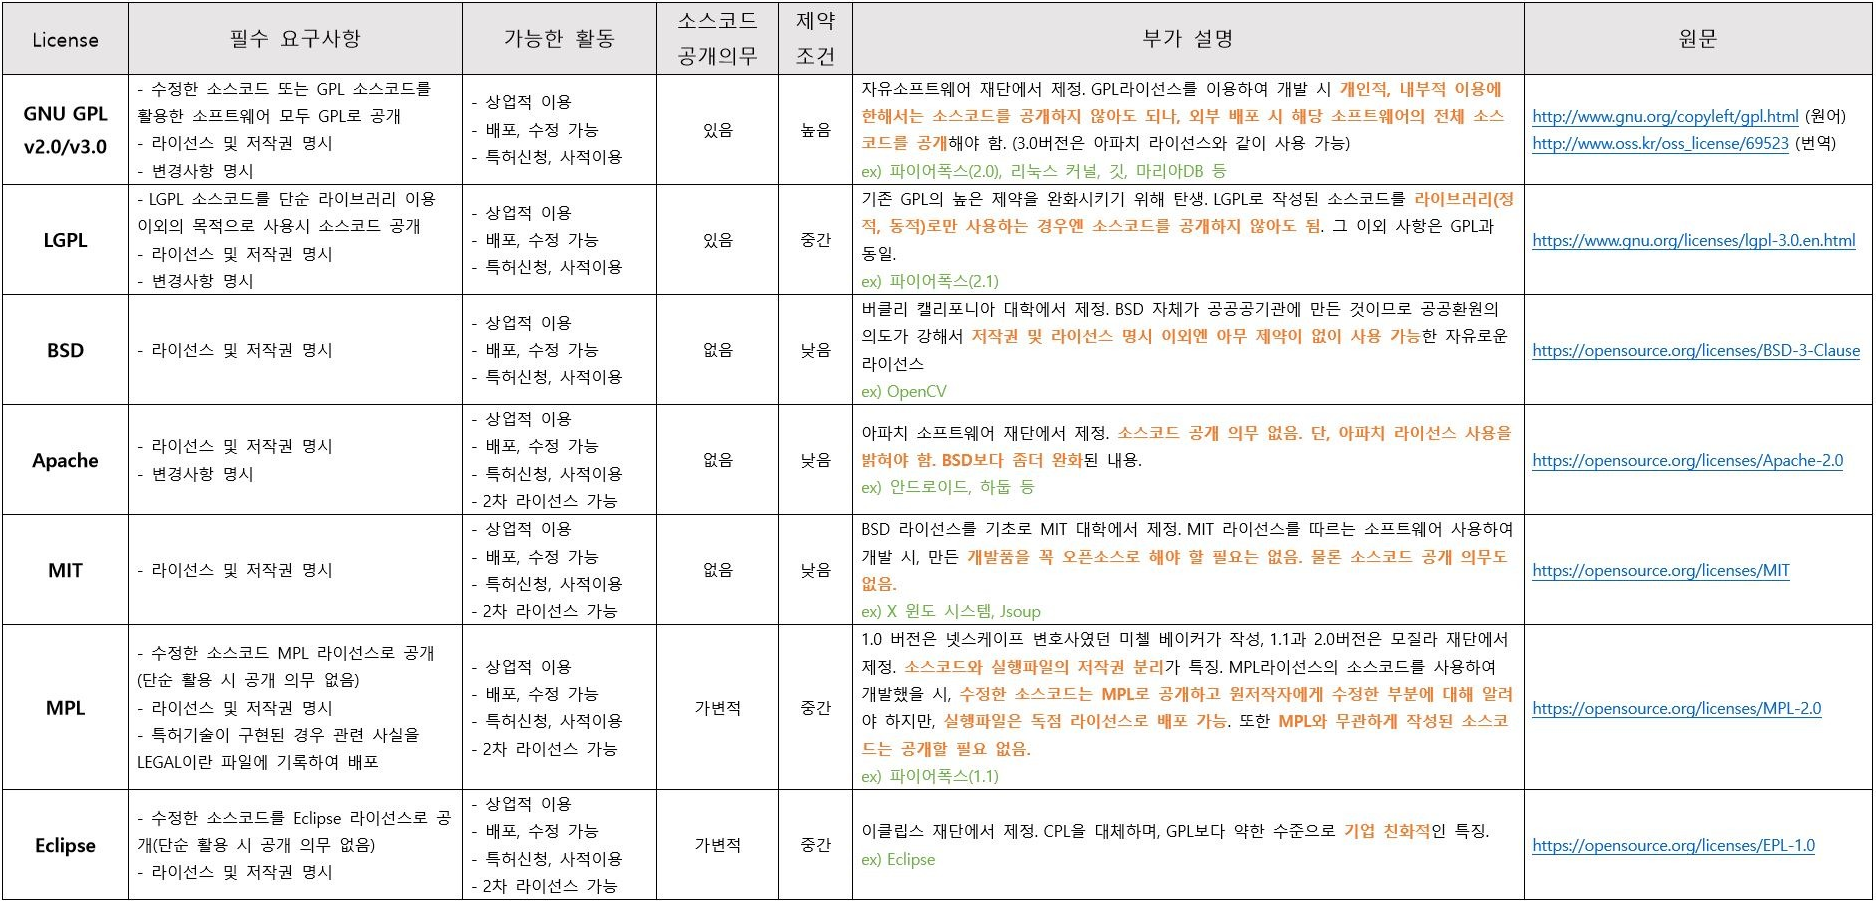 License
필수 요구사항
가능한 활동
소스코드
공개의무
제약
조건
부가 설명
원문
GNU GPL
v2.0/v3.0
- 수정한 소스코드 또는 GPL 소스코드를
활용한 소프트웨어 모두 GPL로 공개
- 라이선스 및 저작권 명시
- 변경사항 명시
- 상업적 이용
- 배포, 수정 가능
- 특허신청, 사적이용
있음
높음
자유소프트웨어 재단에서 제정. GPL라이선스를 이용하여 개발 시 개인적, 내부적 이용에
한해서는 소스코드를 공개하지 않아도 되나, 외부 배포 시 해당 소프트웨어의 전체 소스
코드를 공개해야 함. (3.0버전은 아파치 라이선스와 같이 사용 가능)
ex) 파이어폭스(2.0), 리눅스 커널, 깃, 마리아DB 등
http://www.gnu.org/copyleft/gpl.html (원어)
http://www.oss.kr/oss_license/69523 (번역)
LGPL
- LGPL 소스코드를 단순 라이브러리 이용
이외의 목적으로 사용시 소스코드 공개
- 라이선스 및 저작권 명시
- 변경사항 명시
- 상업적 이용
- 배포, 수정 가능
- 특허신청, 사적이용
있음
중간
기존 GPL의 높은 제약을 완화시키기 위해 탄생. LGPL로 작성된 소스코드를 라이브러리(정
적, 동적)로만 사용하는 경우엔 소스코드를 공개하지 않아도 됨. 그 이외 사항은 GPL과
동일.
ex) 파이어폭스(2.1)
https://www.gnu.org/licenses/lgpl-3.0.en.html
BSD
- 라이선스 및 저작권 명시
- 상업적 이용
- 배포, 수정 가능
- 특허신청, 사적이용
없음
낮음
버클리 캘리포니아 대학에서 제정. BSD 자체가 공공공기관에 만든 것이므로 공공환원의
의도가 강해서 저작권 및 라이선스 명시 이외엔 아무 제약이 없이 사용 가능한 자유로운
라이선스
ex) OpenCV
https://opensource.org/licenses/BSD-3-Clause
Apache
- 라이선스 및 저작권 명시
- 변경사항 명시
- 상업적 이용
- 배포, 수정 가능
- 특허신청, 사적이용
- 2차 라이선스 가능
없음
낮음
아파치 소프트웨어 재단에서 제정. 소스코드 공개 의무 없음. 단, 아파치 라이선스 사용을
밝혀야 함. BSD보다 좀더 완화된 내용.
ex) 안드로이드, 하둡 등
https://opensource.org/licenses/Apache-2.0
MIT
- 라이선스 및 저작권 명시
- 상업적 이용
- 배포, 수정 가능
- 특허신청, 사적이용
- 2차 라이선스 가능
없음
낮음
BSD 라이선스를 기초로 MIT 대학에서 제정. MIT 라이선스를 따르는 소프트웨어 사용하여
개발 시, 만든 개발품을 꼭 오픈소스로 해야 할 필요는 없음. 물론 소스코드 공개 의무도
없음.
ex) X 윈도 시스템, Jsoup
https://opensource.org/licenses/MIT
MPL
- 수정한 소스코드 MPL 라이선스로 공개
(단순 활용 시 공개 의무 없음)
- 라이선스 및 저작권 명시
- 특허기술이 구현된 경우 관련 사실을
LEGAL이란 파일에 기록하여 배포
- 상업적 이용
- 배포, 수정 가능
- 특허신청, 사적이용
- 2차 라이선스 가능
가변적
중간
1.0 버전은 넷스케이프 변호사였던 미첼 베이커가 작성, 1.1과 2.0버전은 모질라 재단에서
제정. 소스코드와 실행파일의 저작권 분리가 특징. MPL라이선스의 소스코드를 사용하여
개발했을 시, 수정한 소스코드는 MPL로 공개하고 원저작자에게 수정한 부분에 대해 알려
야 하지만, 실행파일은 독점 라이선스로 배포 가능. 또한 MPL와 무관하게 작성된 소스코
드는 공개할 필요 없음.
ex) 파이어폭스(1.1)
https://opensource.org/licenses/MPL-2.0
Eclipse
- 수정한 소스코드를 Eclipse 라이선스로 공
개(단순 활용 시 공개 의무 없음)
- 라이선스 및 저작권 명시
- 상업적 이용
- 배포, 수정 가능
- 특허신청, 사적이용
- 2차 라이선스 가능
가변적
중간
이클립스 재단에서 제정. CPL을 대체하며, GPL보다 약한 수준으로 기업 친화적인 특징.
ex) Eclipse
https://opensource.org/licenses/EPL-1.0